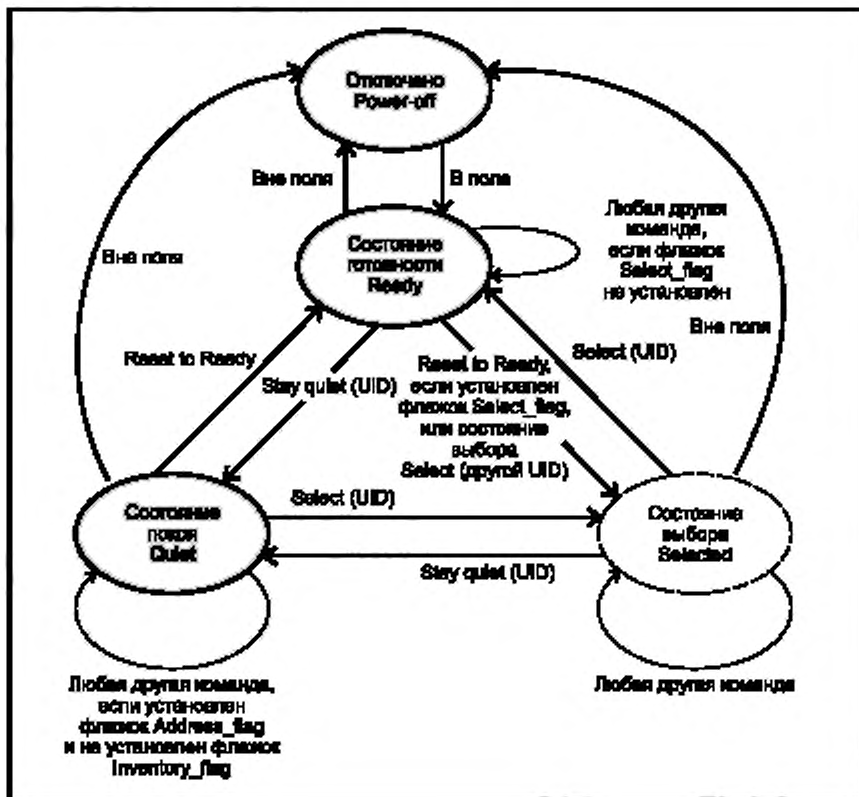 Отключено
Power-off
Вне поля
В поле
Любая другая
команда,
если флажок
Select_flag
не установлен
Состояние
готовности
Ready
Вне поля
Вне поля
Reset to Ready
Stay quiet (UID)
Reset to Ready,
если установлен
флажок Select_flag,
или состояние
выбора
Select (другой UID)
Select (UID)
Состояние
покоя
Quiet
Select (UID)
Stay quiet (UID)
Состояние
выбора
Selected
Любая другая команда,
если установлен
флажок Address_flag
и не установлен флажок
Inventory_flag
Любая другая команда